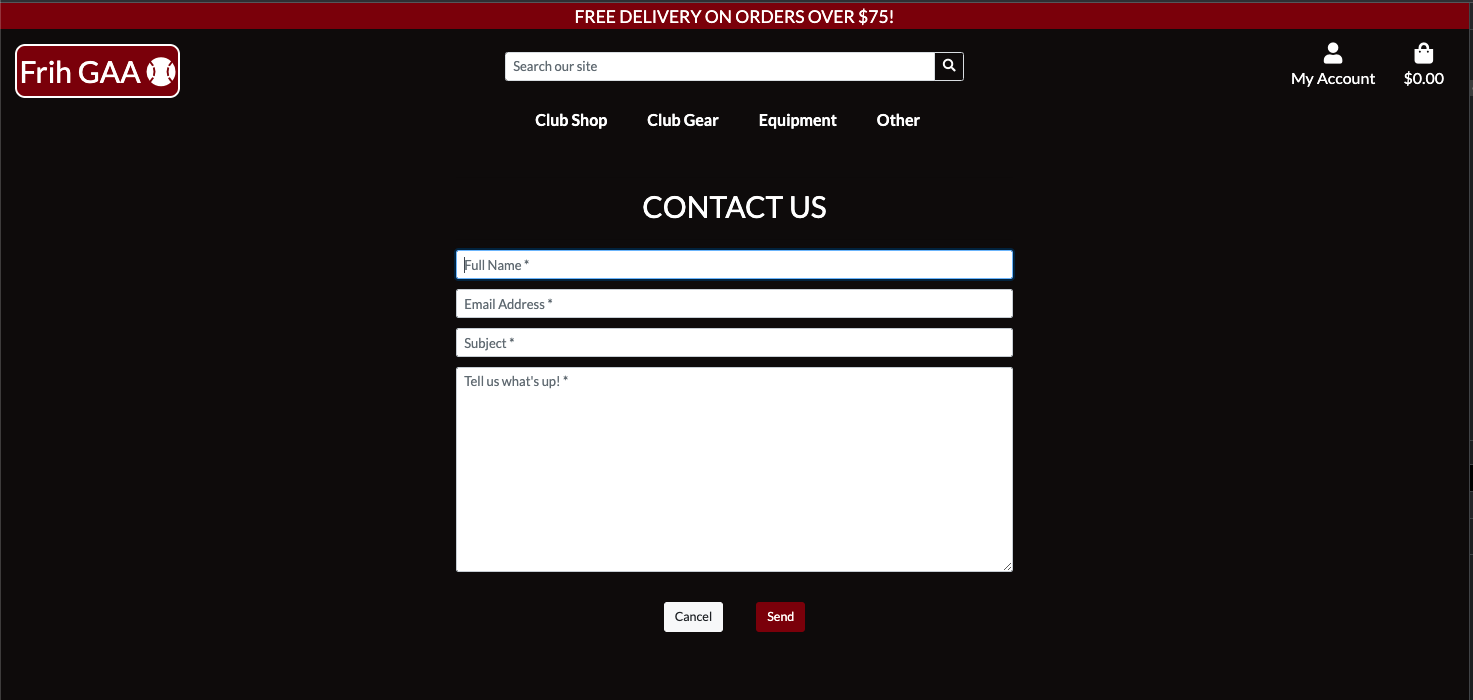 FREE DELIVERY ON ORDERS OVER $75!
Frih GAA
Search our site
My Account
$0.00
Club Shop
Club Gear
Equipment
Other
CONTACT US
Full Name *
Email Address *
Subject *
Tell us what's up! *
Cancel
Send